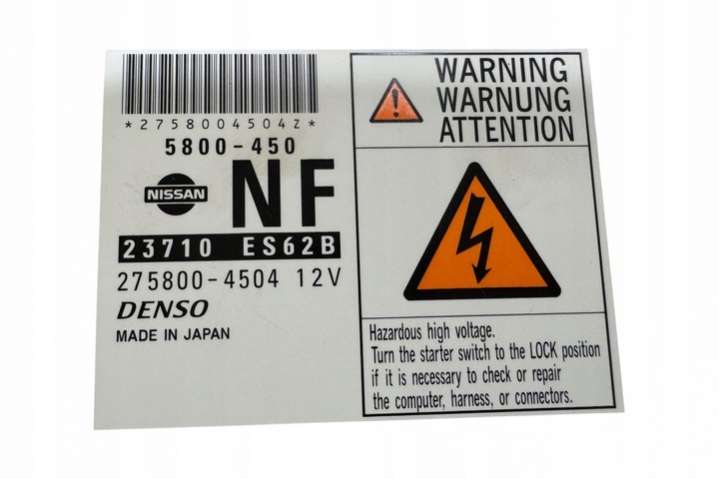 *2758004504Z*
5800-450
NISSAN
NF
23710 ES62B
275800-4504 12V
DENSO
MADE IN JAPAN
WARNING
WARNUNG
ATTENTION
Hazardous high voltage.
Turn the starter switch to the LOCK position
if it is necessary to check or repair
the computer, harness, or connectors.